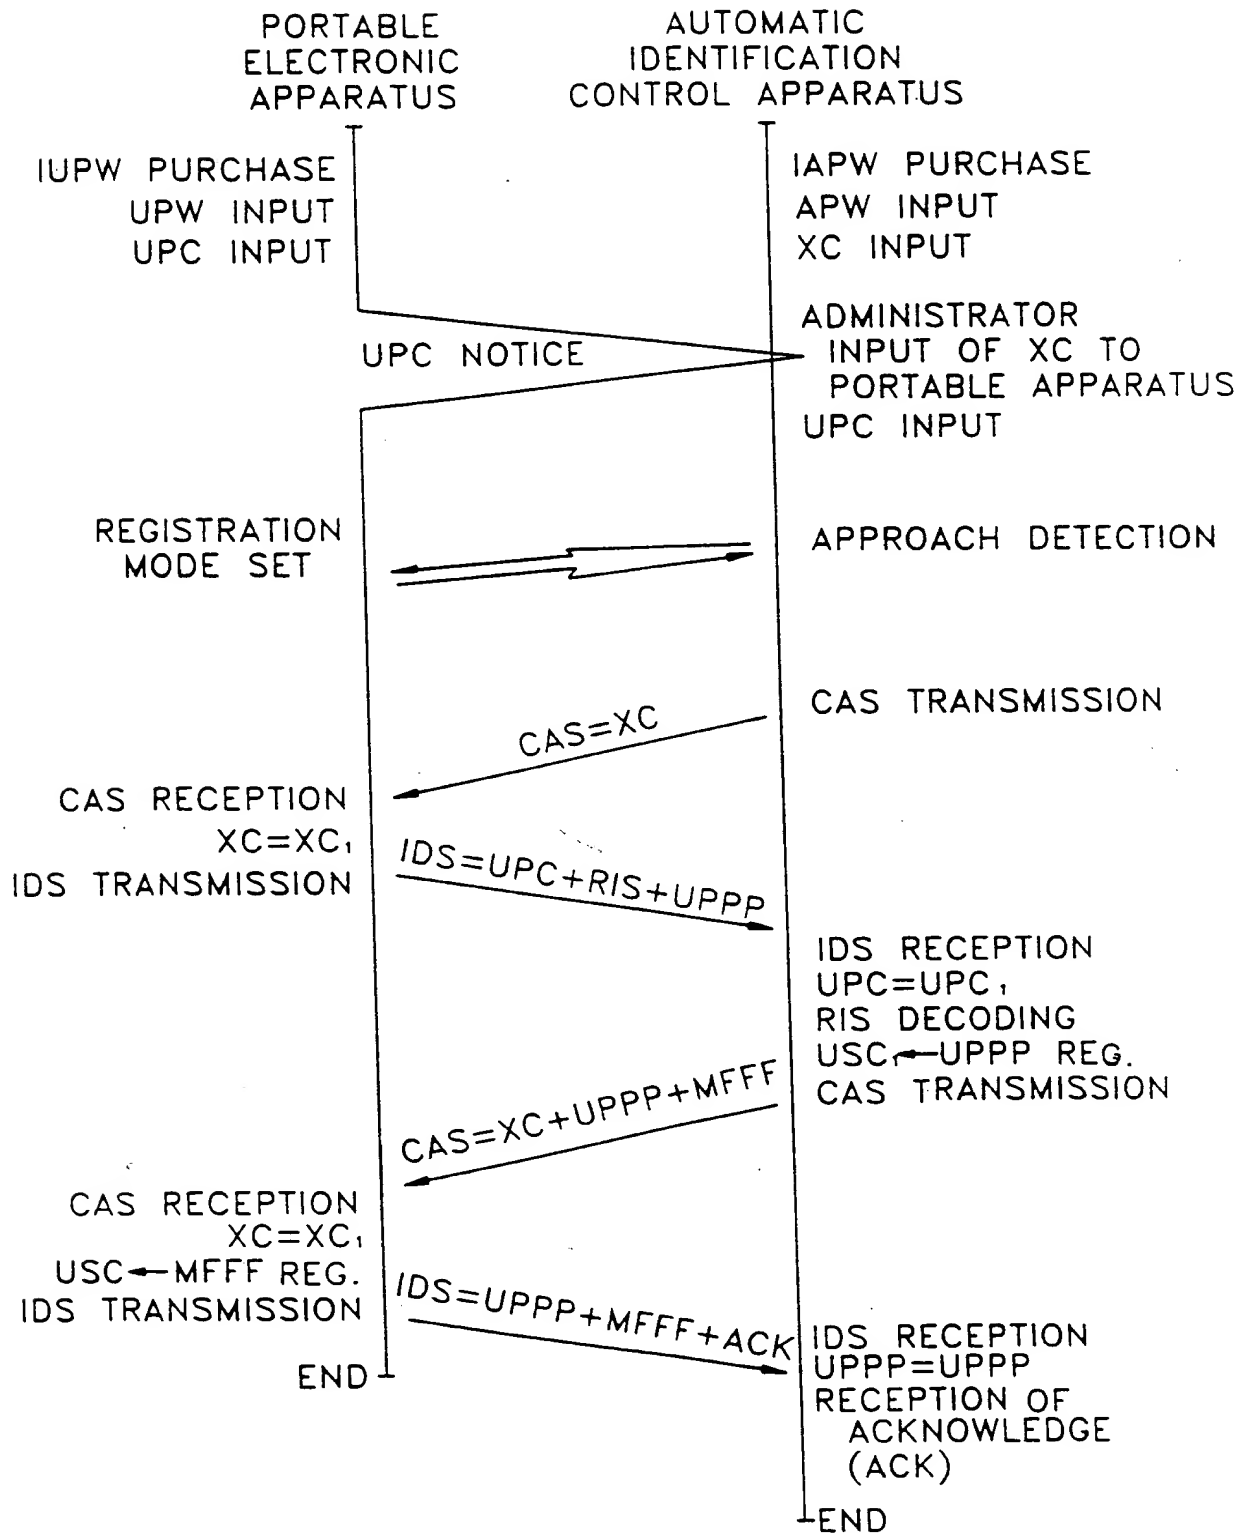 PORTABLE
ELECTRONIC
APPARATUS
AUTOMATIC
IDENTIFICATION
CONTROL APPARATUS
IUPW PURCHASE
UPW INPUT
UPC INPUT
IAPW PURCHASE
APW INPUT
XC INPUT
UPC NOTICE
ADMINISTRATOR
INPUT OF XC TO
PORTABLE APPARATUS
UPC INPUT
REGISTRATION
MODE SET
APPROACH DETECTION
CAS TRANSMISSION
CAS=XC
CAS RECEPTION
XC=XC₁
IDS TRANSMISSION
IDS=UPC+RIS+UPPP
IDS RECEPTION
UPC=UPC₁
RIS DECODING
USC←UPPP REG.
CAS TRANSMISSION
CAS=XC+UPPP+MFFF
CAS RECEPTION
XC=XC₁
USC←MFFF REG.
IDS TRANSMISSION
IDS=UPPP+MFFF+ACK
END
IDS RECEPTION
UPPP=UPPP
RECEPTION OF
ACKNOWLEDGE
(ACK)
END